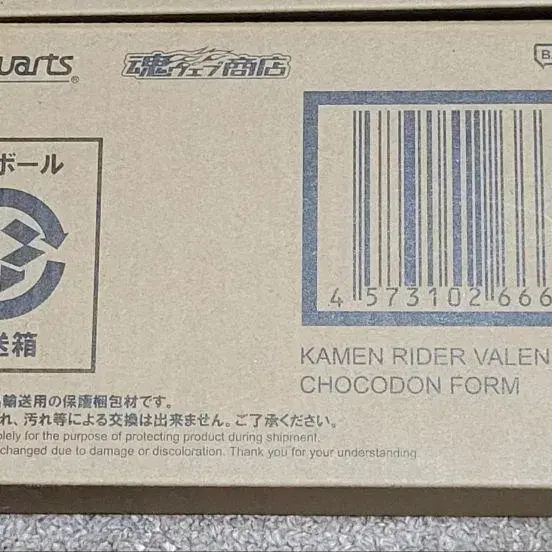 uarts®
魂ウェブ商店
B
ボール
送箱
4 573102 666
KAMEN RIDER VALEN
CHOCODON FORM
輸送用の保護梱包材です。
れ、汚れ等による交換は出来ません。ご了承ください。
olely for the purpose of protecting product during shipment.
changed due to damage or discoloration. Thank you for your understanding.